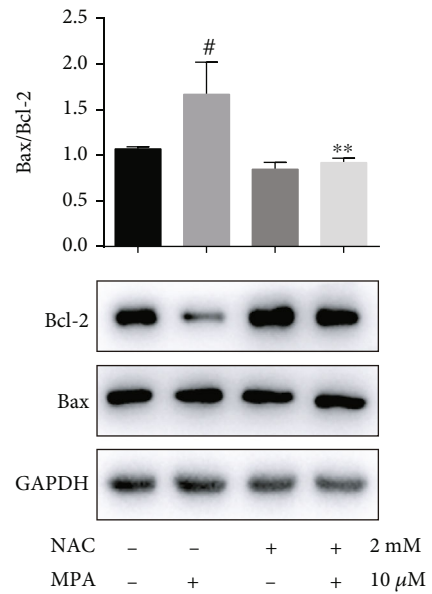 2.5
2.0
1.5
1.0
0.5
0.0
Bax/Bcl-2
#
**
Bcl-2
Bax
GAPDH
NAC – – + + 2 mM
MPA – + – + 10 μM